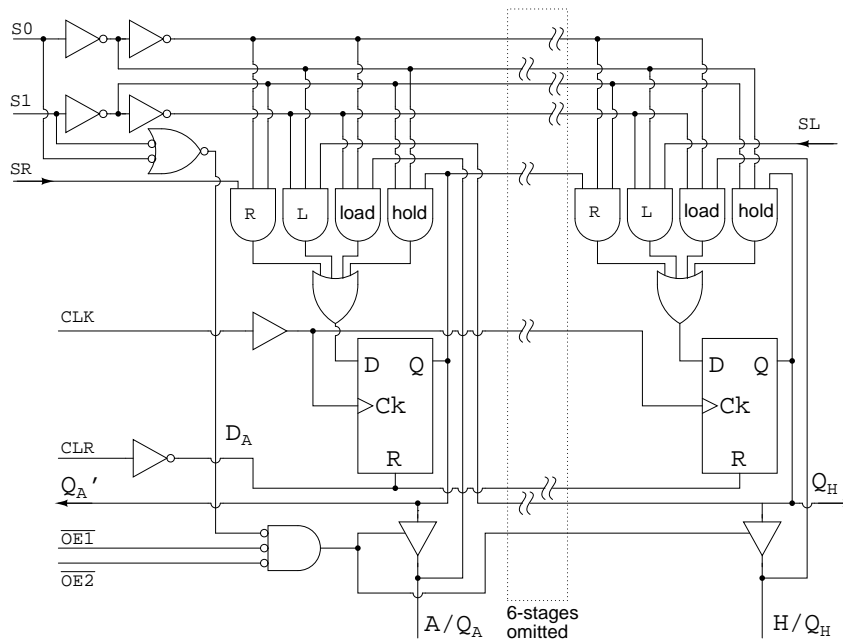 S0
S1
SL
SR
R L load hold
R L load hold
CLK
D Q
Ck
R
D Q
Ck
R
D_A
CLR
Q_A'
Q_H
OE1
OE2
A/Q_A
6-stages
omitted
H/Q_H